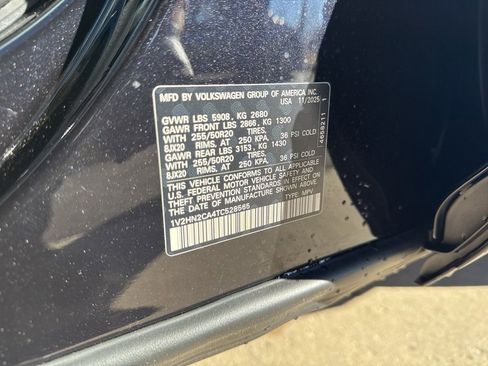 MFD BY VOLKSWAGEN GROUP OF AMERICA INC.
USA 11/2025
GVWR LBS 5908, KG 2680
GAWR FRONT LBS 2866, KG 1300
WITH 255/50R20 TIRES,
8JX20 RIMS, AT 250 KPA, 36 PSI COLD
GAWR REAR LBS 3153, KG 1430
WITH 255/50R20 TIRES,
8JX20 RIMS, AT 250 KPA, 36 PSI COLD
THIS VEHICLE CONFORMS TO ALL APPLICABLE
U.S. FEDERAL MOTOR VEHICLE SAFETY AND
THEFT PREVENTION STANDARDS IN EFFECT ON
THE DATE OF MANUFACTURE SHOWN ABOVE.
1V2HN2CA4TC528565
TYPE: MPV